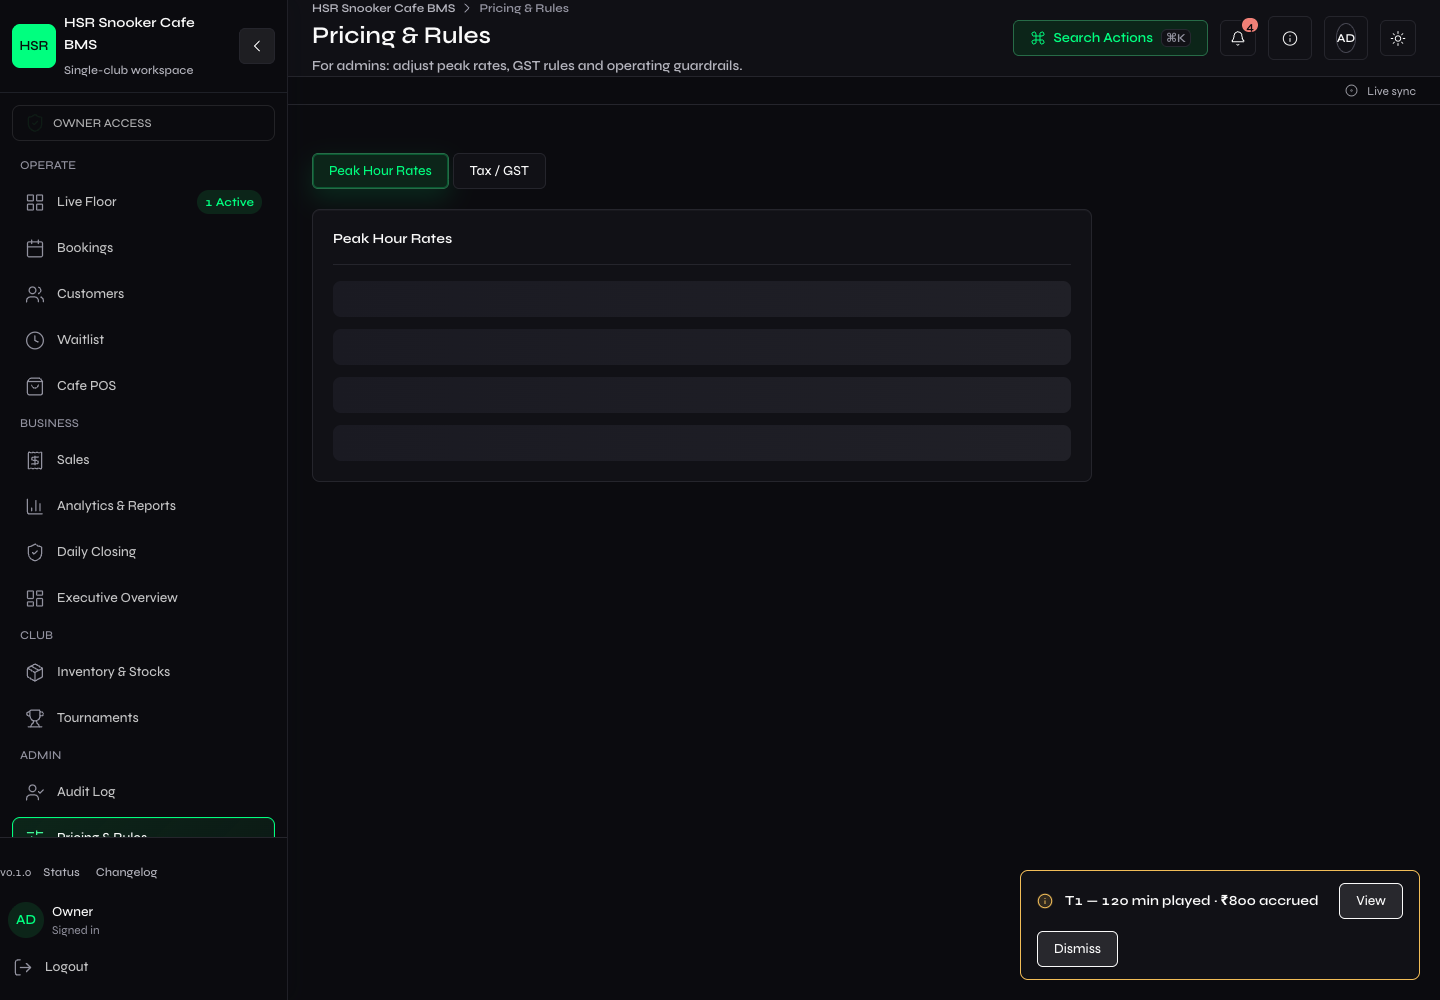 HSR
HSR Snooker Cafe
BMS
Single-club workspace
OWNER ACCESS
OPERATE
Live Floor
1 Active
Bookings
Customers
Waitlist
Cafe POS
BUSINESS
Sales
Analytics & Reports
Daily Closing
Executive Overview
CLUB
Inventory & Stocks
Tournaments
ADMIN
Audit Log
Pricing & Rules
v0.1.0 Status Changelog
AD
Owner
Signed in
Logout
HSR Snooker Cafe BMS > Pricing & Rules
Pricing & Rules
For admins: adjust peak rates, GST rules and operating guardrails.
Search Actions ⌘K
4
AD
Live sync
Peak Hour Rates
Tax / GST
Peak Hour Rates
T1 — 120 min played · ₹800 accrued
View
Dismiss